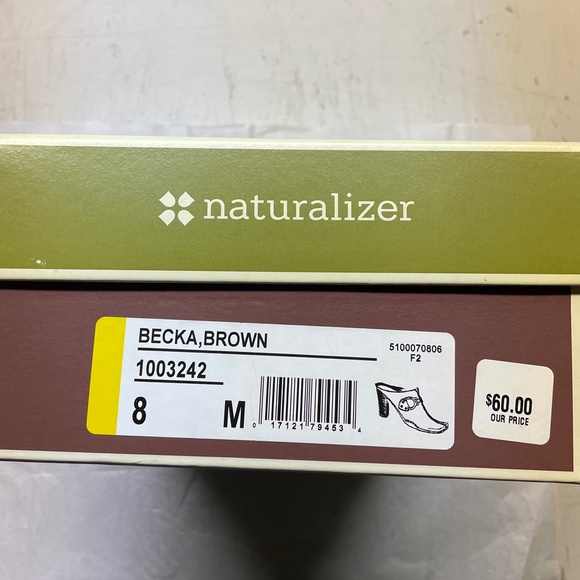 naturalizer
BECKA,BROWN
5100070806
F2
1003242
8 M
0 17121 79453 4
$60.00
OUR PRICE